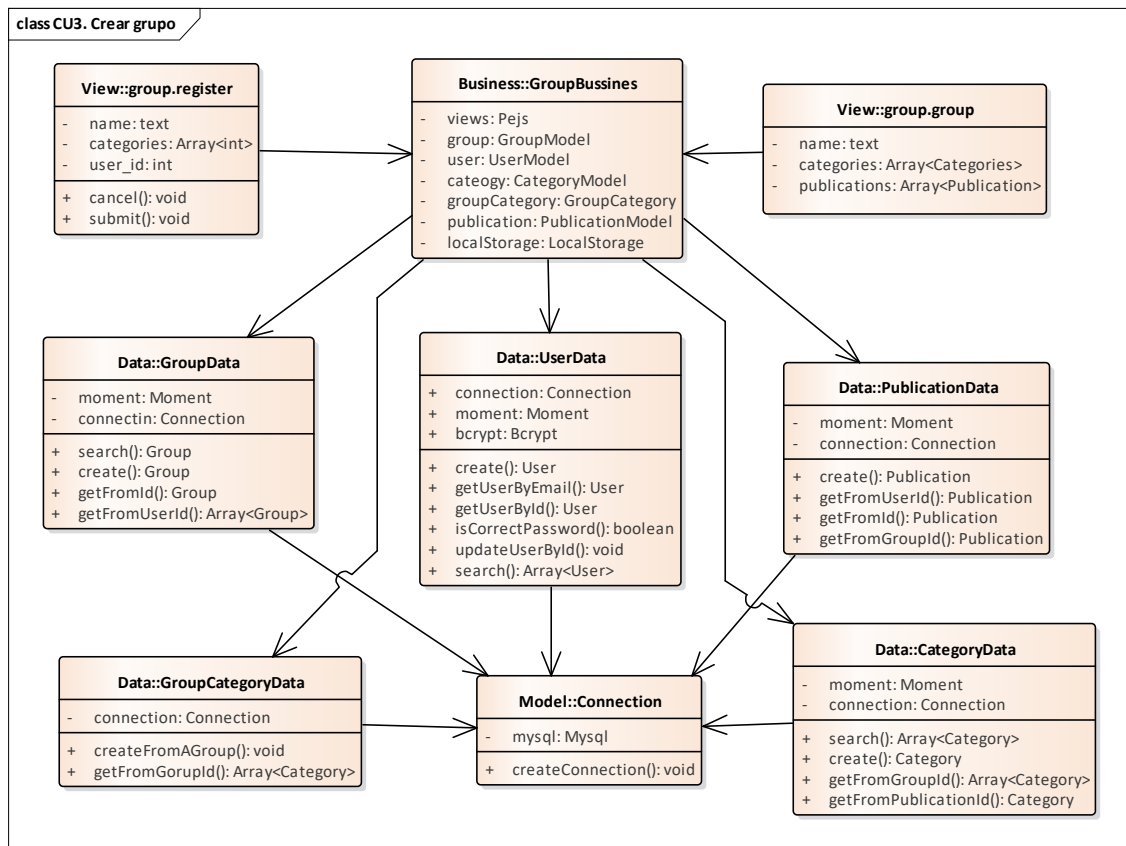 class CU3. Crear grupo
View::group.register
- name: text
- categories: Array<int>
- user_id: int
+ cancel(): void
+ submit(): void
Business::GroupBussines
- views: Pejs
- group: GroupModel
- user: UserModel
- cateogy: CategoryModel
- groupCategory: GroupCategory
- publication: PublicationModel
- localStorage: LocalStorage
View::group.group
- name: text
- categories: Array<Categories>
- publications: Array<Publication>
Data::GroupData
- moment: Moment
- connectin: Connection
+ search(): Group
+ create(): Group
+ getFromId(): Group
+ getFromUserId(): Array<Group>
Data::UserData
+ connection: Connection
+ moment: Moment
+ bcrypt: Bcrypt
+ create(): User
+ getUserByEmail(): User
+ getUserById(): User
+ isCorrectPassword(): boolean
+ updateUserById(): void
+ search(): Array<User>
Data::PublicationData
- moment: Moment
- connection: Connection
+ create(): Publication
+ getFromUserId(): Publication
+ getFromId(): Publication
+ getFromGroupId(): Publication
Data::GroupCategoryData
- connection: Connection
+ createFromAGroup(): void
+ getFromGorupId(): Array<Category>
Model::Connection
- mysql: Mysql
+ createConnection(): void
Data::CategoryData
- moment: Moment
- connection: Connection
+ search(): Array<Category>
+ create(): Category
+ getFromGroupId(): Array<Category>
+ getFromPublicationId(): Category